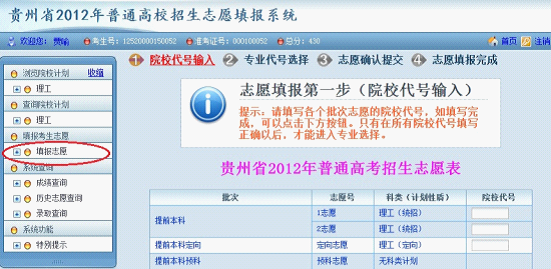 贵州省2012年普通高校招生志愿填报系统
欢迎您: 费喻 考生号: 12520000150052 准考证号: 000100052 总分: 430 首页 注销
1 院校代号输入 2 专业代号选择 3 志愿确认提交 4 志愿填报完成
浏览院校计划 收缩
理工
查询院校计划
理工
填报考生志愿
填报志愿
系统查询
成绩查询
历史志愿查询
录取查询
系统功能
特别提示
志愿填报第一步（院校代号输入）
提示：请填写各个批次志愿的院校代号，如填写完
成，可以点击下方按钮。只有在所有院校代号填写
正确以后，才能进入专业选择。
贵州省2012年普通高考招生志愿表
批次 志愿号 科类（计划性质） 院校代号
提前本科 1志愿 理工（统招）
2志愿 理工（统招）
提前本科定向 定向志愿 理工（定向）
提前本科预科 预科志愿 无科类计划